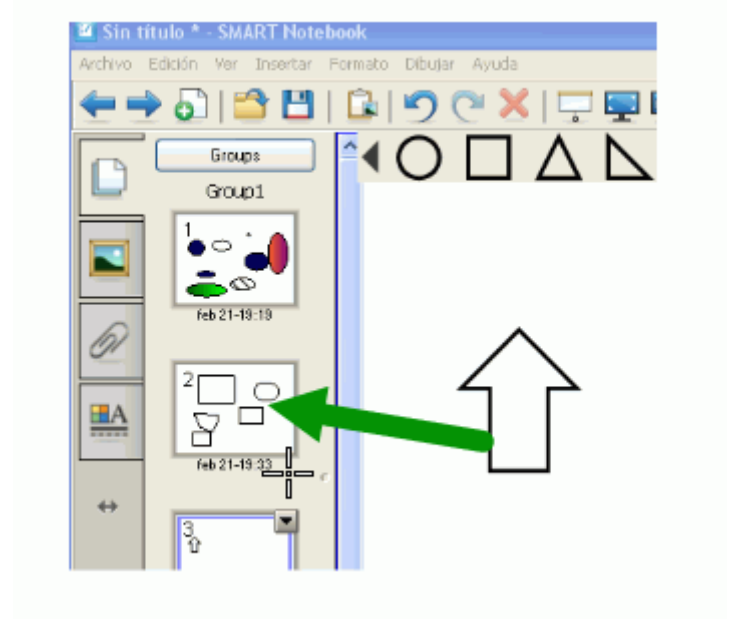 Sin título * - SMART Notebook
Archivo Edición Ver Insertar Formato Dibujar Ayuda
Groups
Group1
1
feb 21-19:19
2
feb 21-19:33
A
3